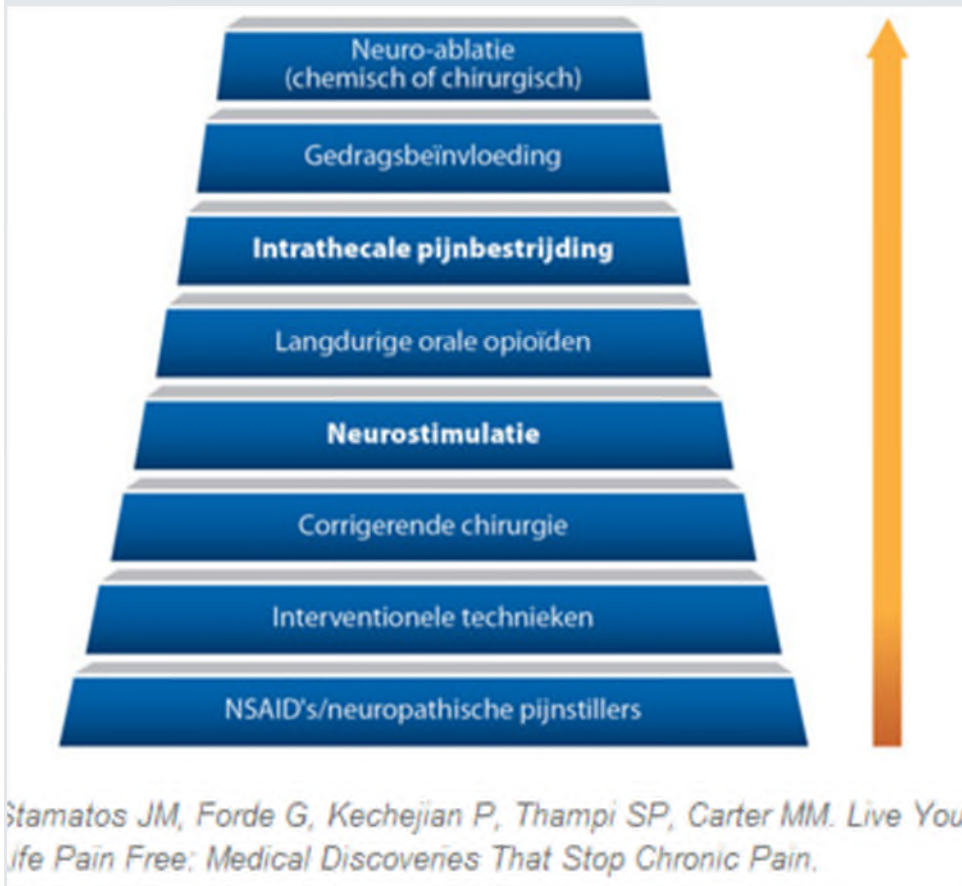 Neuro-ablatie
(chemisch of chirurgisch)
Gedragsbeïnvloeding
Intrathecale pijnbestrijding
Langdurige orale opioïden
Neurostimulatie
Corrigerende chirurgie
Interventionele technieken
NSAID's/neuropathische pijnstillers
Stamatos JM, Forde G, Kechejian P, Thampi SP, Carter MM. Live You
ife Pain Free: Medical Discoveries That Stop Chronic Pain.